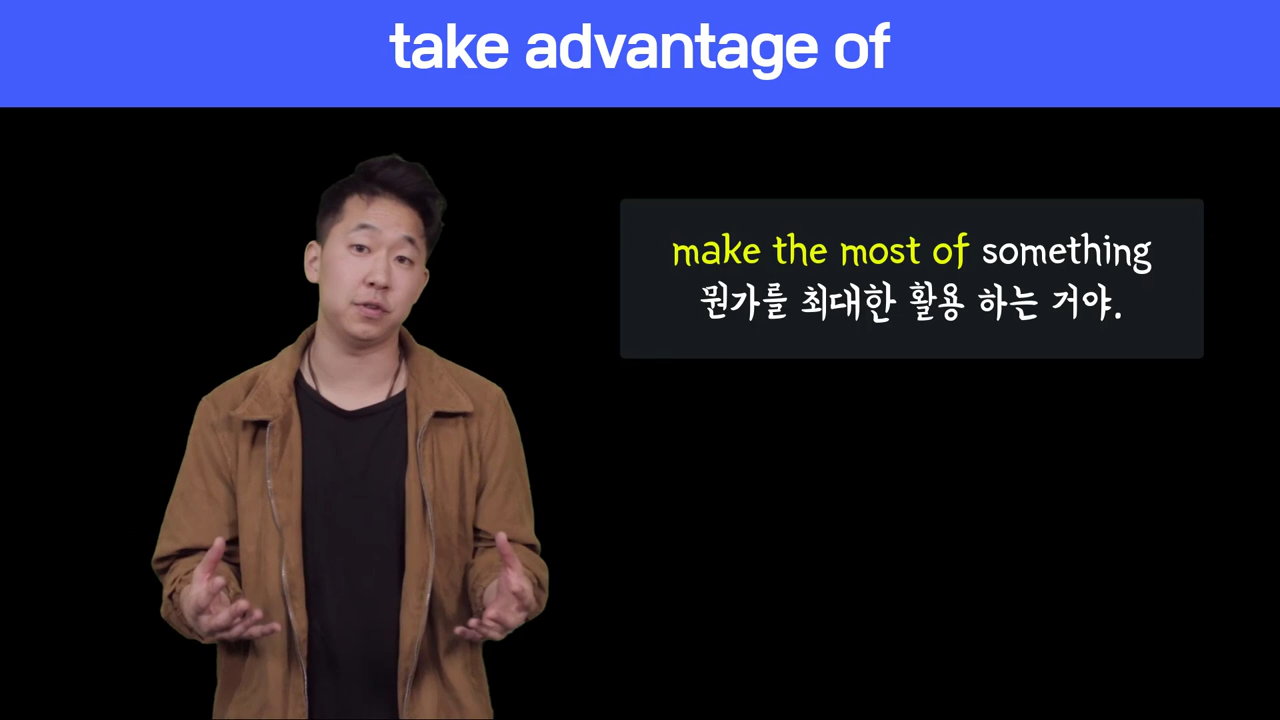 take advantage of
make the most of something
뭔가를 최대한 활용 하는 거야.